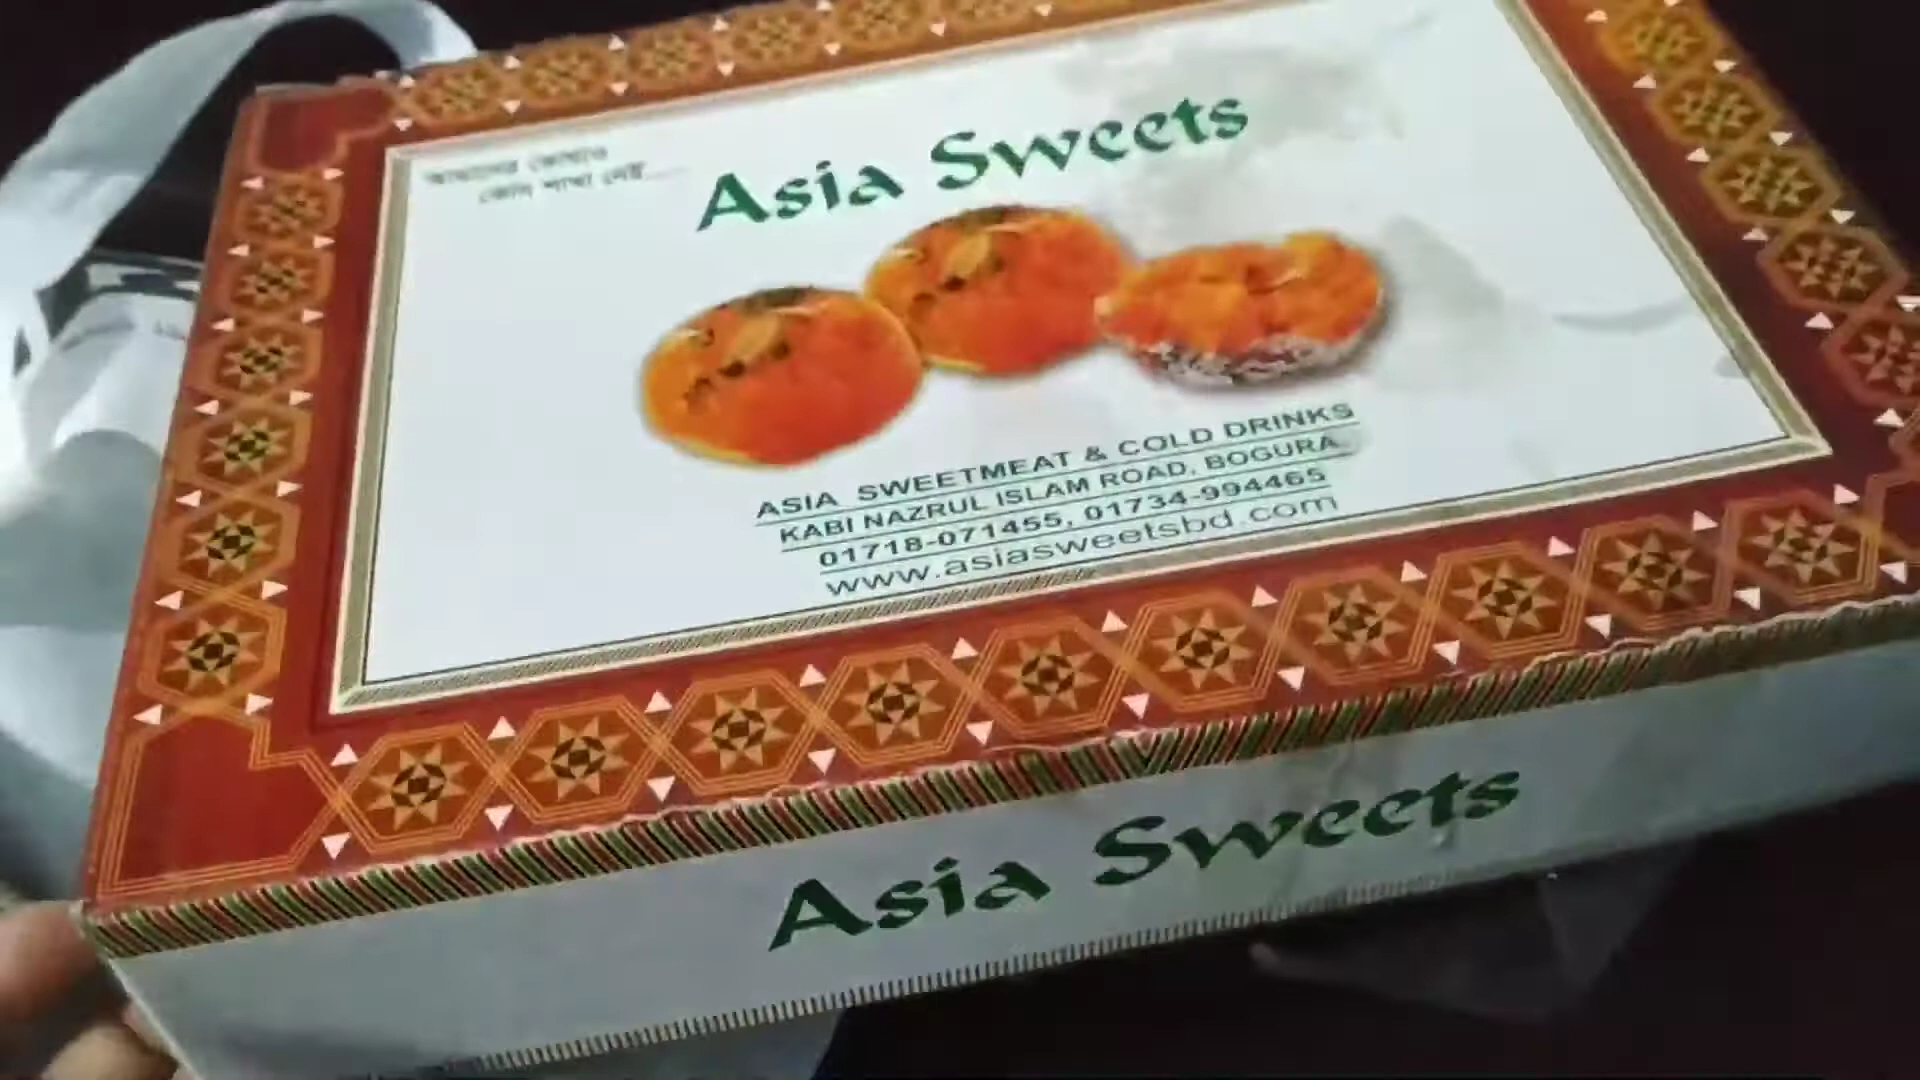 আমাদের কোথাও
কোন শাখা নেই.....
Asia Sweets
ASIA SWEETMEAT & COLD DRINKS
KABI NAZRUL ISLAM ROAD, BOGURA.
01718-071455, 01734-994465
www.asiasweetsbd.com
Asia Sweets